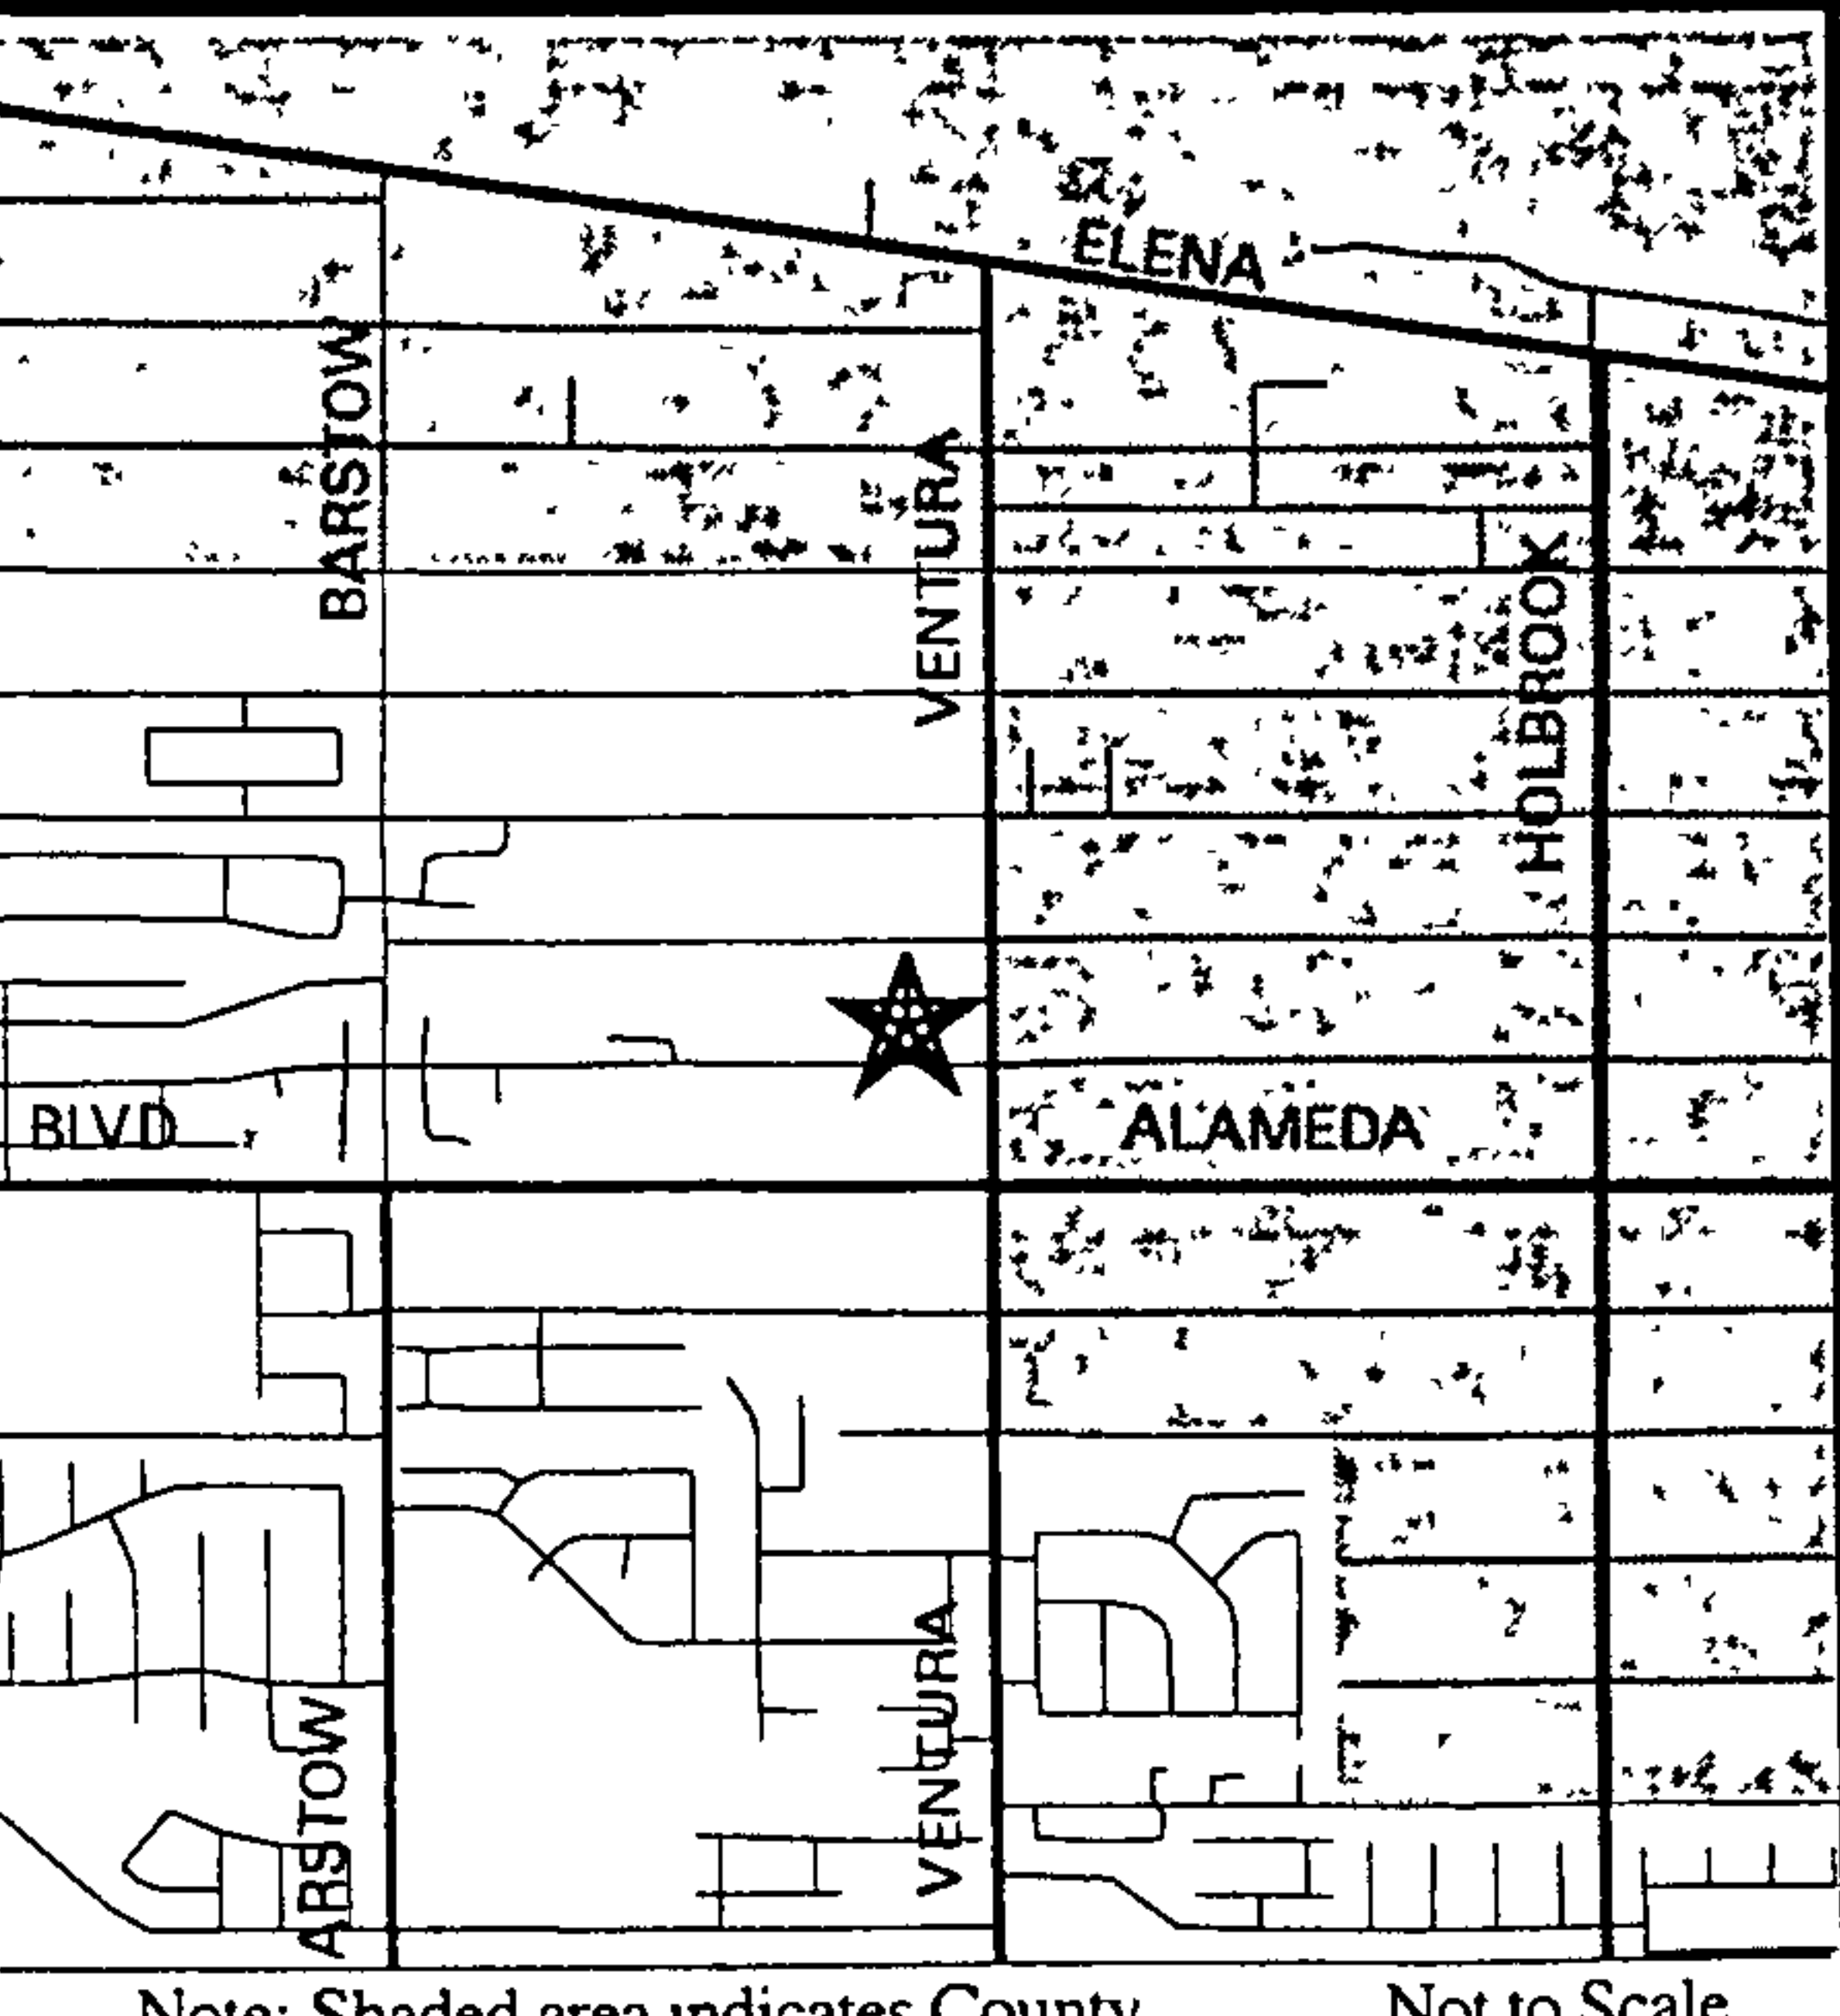 ELENA
BARSTOW
VENTURA
HOLBROOK
BLVD
ALAMEDA
VENTURA
ARSTOW
Note: Shaded area indicates County
Not to Scale